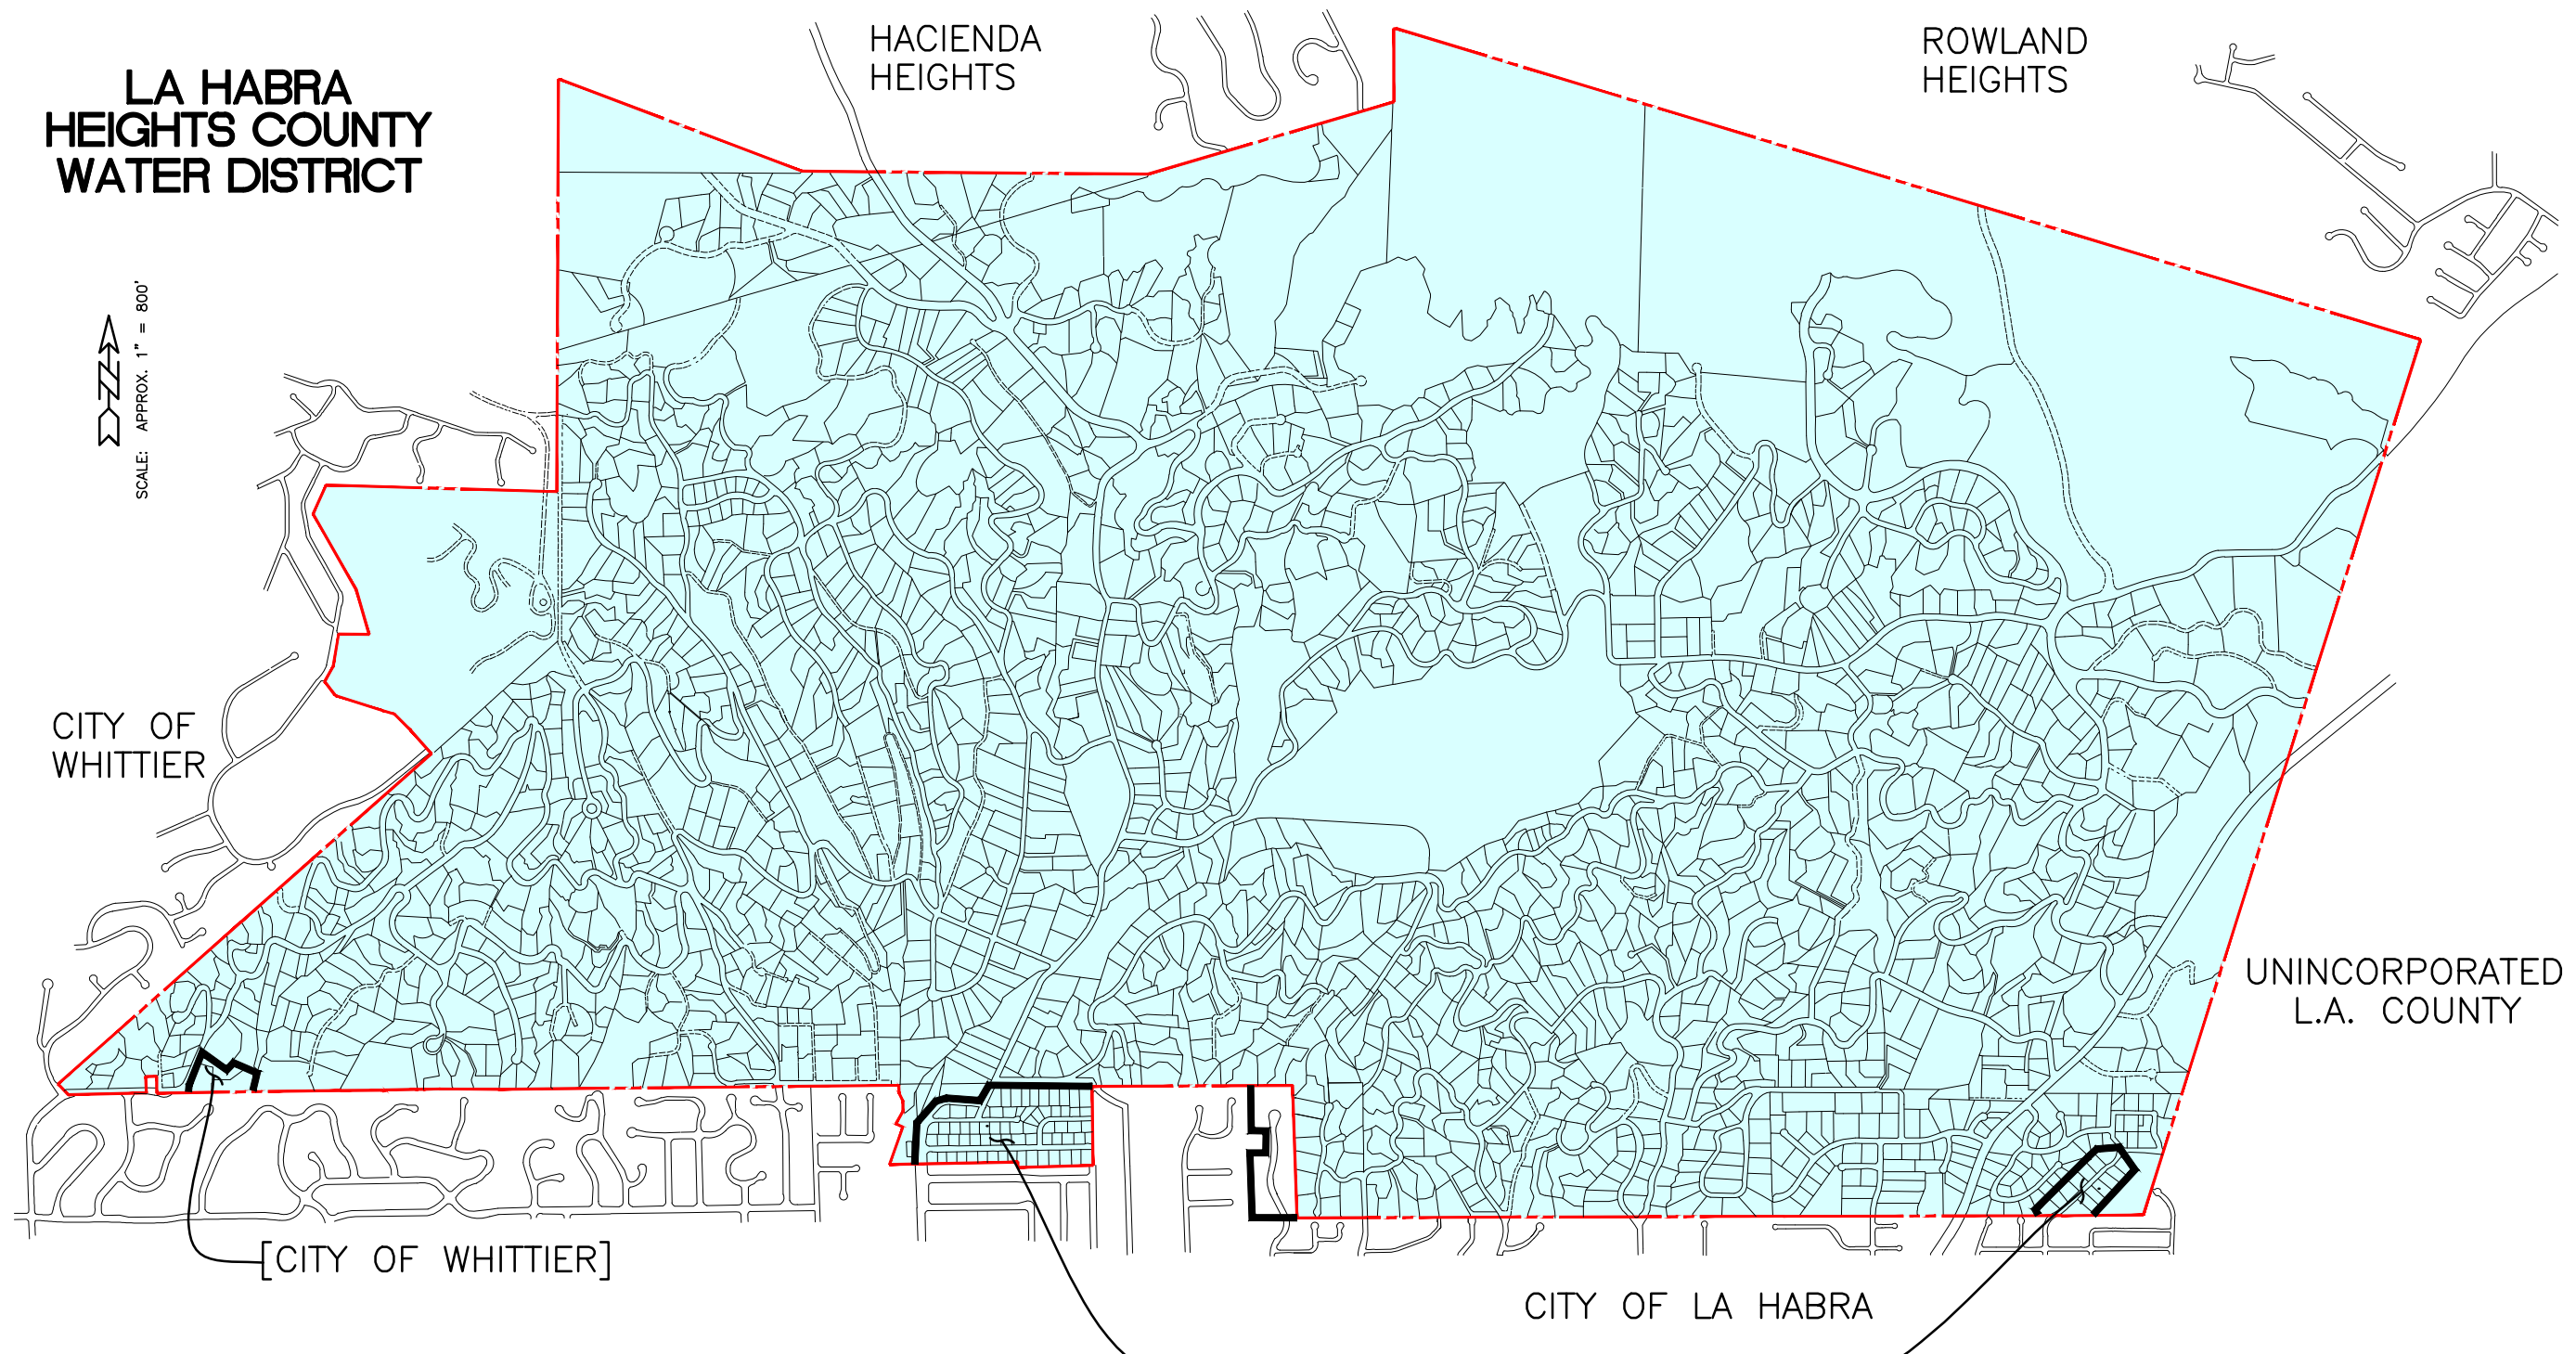 LA HABRA
HEIGHTS COUNTY
WATER DISTRICT
HACIENDA
HEIGHTS
ROWLAND
HEIGHTS
N
SCALE: APPROX. 1" = 800'
CITY OF
WHITTIER
UNINCORPORATED
L.A. COUNTY
[CITY OF WHITTIER]
CITY OF LA HABRA